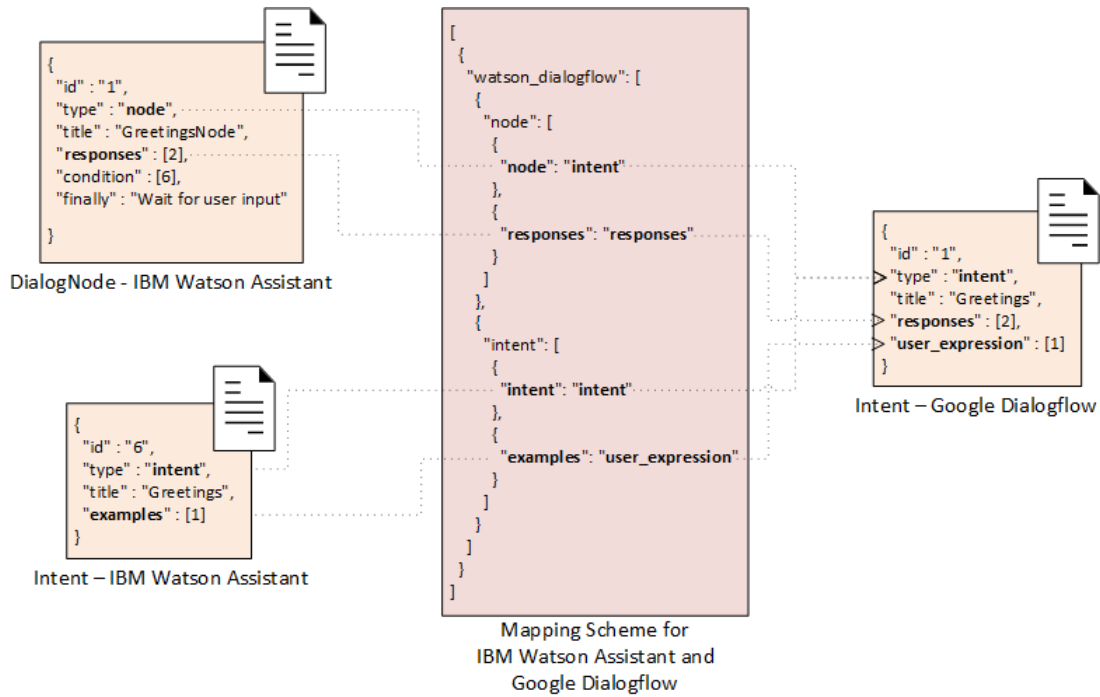 {
"id" : "1",
"type" : "node",
"title" : "GreetingsNode",
"responses" : [2],
"condition" : [6],
"finally" : "Wait for user input"
}
DialogNode - IBM Watson Assistant
{
"id" : "6",
"type" : "intent",
"title" : "Greetings",
"examples" : [1]
}
Intent – IBM Watson Assistant
[
{
"watson_dialogflow": [
{
"node": [
{
"node": "intent"
},
{
"responses": "responses"
}
]
},
{
"intent": [
{
"intent": "intent"
},
{
"examples": "user_expression"
}
]
}
]
}
]
Mapping Scheme for
IBM Watson Assistant and
Google Dialogflow
{
"id" : "1",
"type" : "intent",
"title" : "Greetings",
"responses" : [2],
"user_expression" : [1]
}
Intent – Google Dialogflow